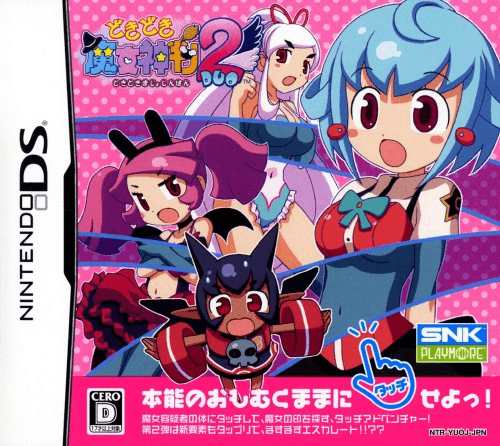 どきどき
魔女神判2
DUO
どきどきまじょしんぱん
NINTENDO DS
SNK
PLAYMORE
本能のおもむくままに タッチ せよっ!
CERO
D
17才以上対象
魔女容疑者の体にタッチして、魔女の印を探す、タッチアドベンチャー!
第2弾は新要素もタップリで、ますますエスカレート!!??
NTR-YUOJ-JPN